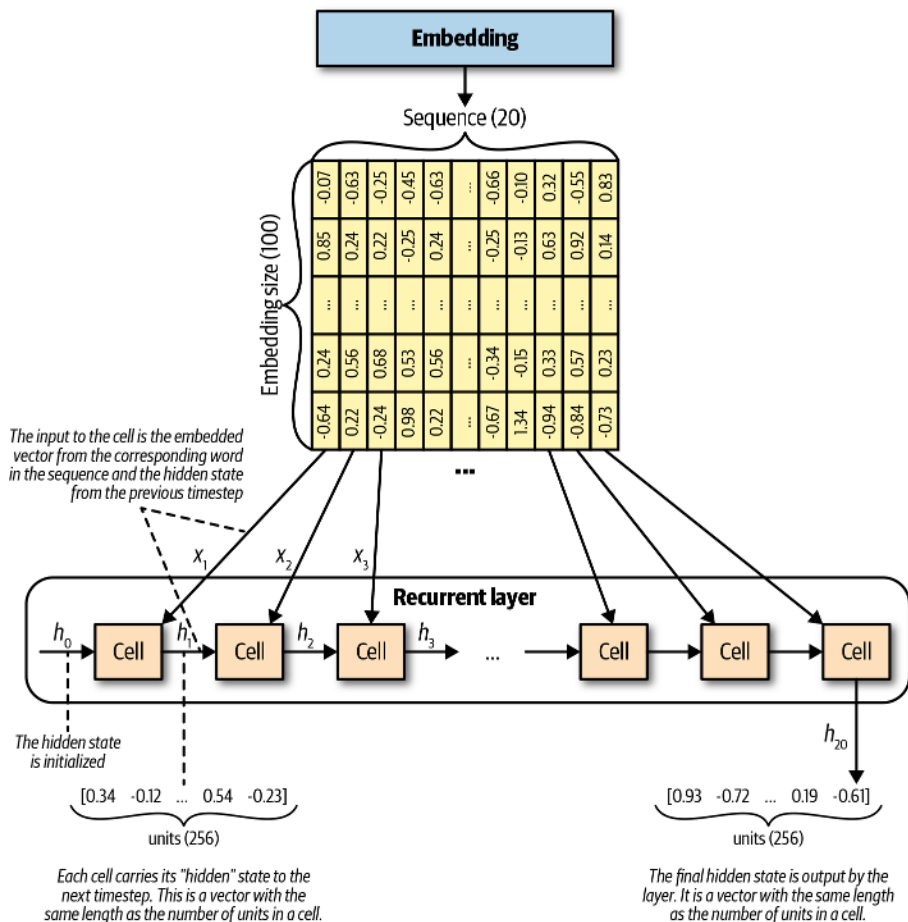 Embedding
Sequence (20)
Embedding size (100)
-0.07 -0.63 -0.25 -0.45 -0.63 ... -0.66 -0.10 0.32 -0.55 0.83
0.85 0.24 0.22 -0.25 0.24 ... -0.25 -0.13 0.63 0.92 0.14
... ... ... ... ... ... ... ... ... ... ...
0.24 0.56 0.68 0.53 0.56 ... -0.34 -0.15 0.33 0.57 0.23
-0.64 0.22 -0.24 0.98 0.22 ... -0.67 1.34 -0.94 -0.84 -0.73
...
The input to the cell is the embedded
vector from the corresponding word
in the sequence and the hidden state
from the previous timestep
X₁ X₂ X₃
Recurrent layer
h₀ Cell h₁ Cell h₂ Cell h₃ ... Cell Cell Cell
h₂₀
The hidden state
is initialized
[0.34 -0.12 ... 0.54 -0.23]
units (256)
Each cell carries its "hidden" state to the
next timestep. This is a vector with the
same length as the number of units in a cell.
[0.93 -0.72 ... 0.19 -0.61]
units (256)
The final hidden state is output by the
layer. It is a vector with the same length
as the number of units in a cell.